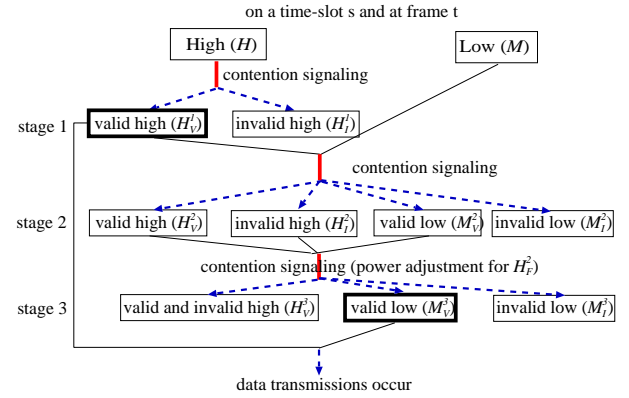 on a time-slot s and at frame t
High (H)
Low (M)
contention signaling
stage 1
valid high (H_V^1)
invalid high (H_I^1)
contention signaling
stage 2
valid high (H_V^2)
invalid high (H_I^2)
valid low (M_V^2)
invalid low (M_I^2)
contention signaling (power adjustment for H_F^2)
stage 3
valid and invalid high (H_V^3)
valid low (M_V^3)
invalid low (M_I^3)
data transmissions occur